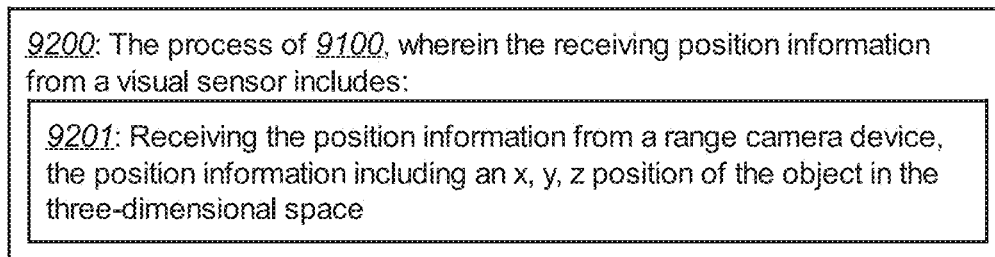 9200: The process of 9100, wherein the receiving position information
from a visual sensor includes:
9201: Receiving the position information from a range camera device,
the position information including an x, y, z position of the object in the
three-dimensional space